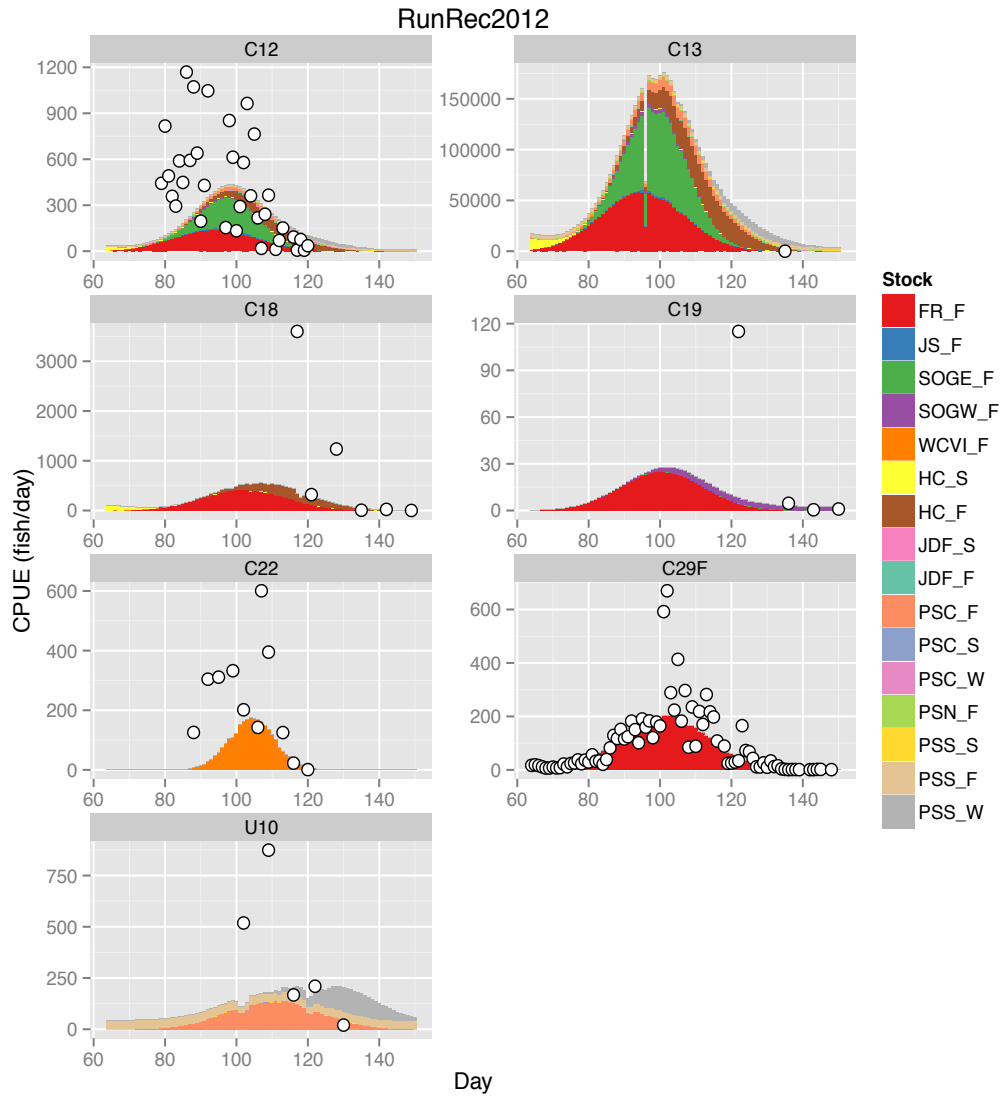 RunRec2012
C12
C13
1200
900
600
300
0
60 80 100 120 140
150000
100000
50000
0
60 80 100 120 140
C18
C19
3000
2000
1000
0
60 80 100 120 140
120
90
60
30
0
60 80 100 120 140
C22
C29F
600
400
200
0
60 80 100 120 140
600
400
200
0
60 80 100 120 140
U10
750
500
250
0
60 80 100 120 140
CPUE (fish/day)
Day
Stock
FR_F
JS_F
SOGE_F
SOGW_F
WCVI_F
HC_S
HC_F
JDF_S
JDF_F
PSC_F
PSC_S
PSC_W
PSN_F
PSS_S
PSS_F
PSS_W